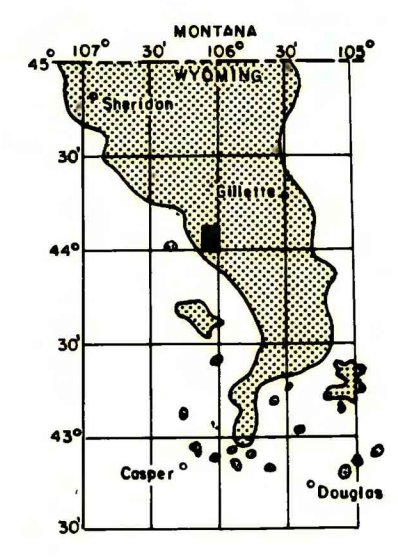 MONTANA
45° 107° 30' 106° 30' 105°
WYOMING
Sheridan
30'
Gillette
44°
30'
43°
Casper
Douglas
30'